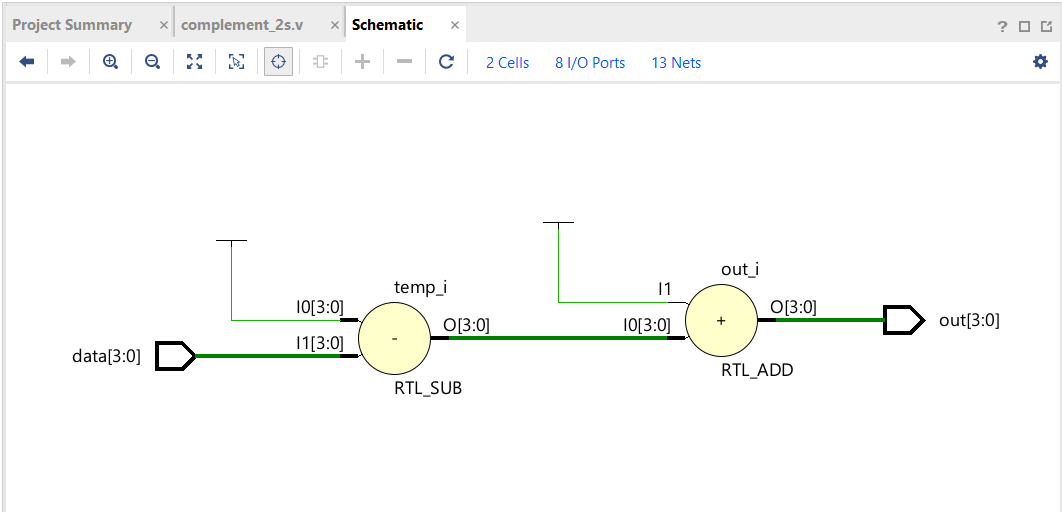 Project Summary × complement_2s.v × Schematic × ?
2 Cells 8 I/O Ports 13 Nets
out_i
temp_i
I1
I0[3:0] O[3:0]
O[3:0] I0[3:0] out[3:0]
I1[3:0]
data[3:0] - +
RTL_ADD
RTL_SUB